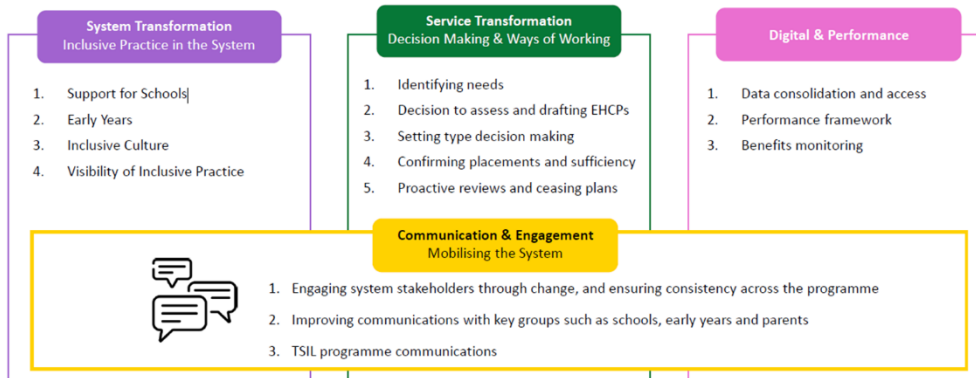 System Transformation
Inclusive Practice in the System
1. Support for Schools
2. Early Years
3. Inclusive Culture
4. Visibility of Inclusive Practice
Service Transformation
Decision Making & Ways of Working
1. Identifying needs
2. Decision to assess and drafting EHCPs
3. Setting type decision making
4. Confirming placements and sufficiency
5. Proactive reviews and ceasing plans
Digital & Performance
1. Data consolidation and access
2. Performance framework
3. Benefits monitoring
Communication & Engagement
Mobilising the System
1. Engaging system stakeholders through change, and ensuring consistency across the programme
2. Improving communications with key groups such as schools, early years and parents
3. TSIL programme communications